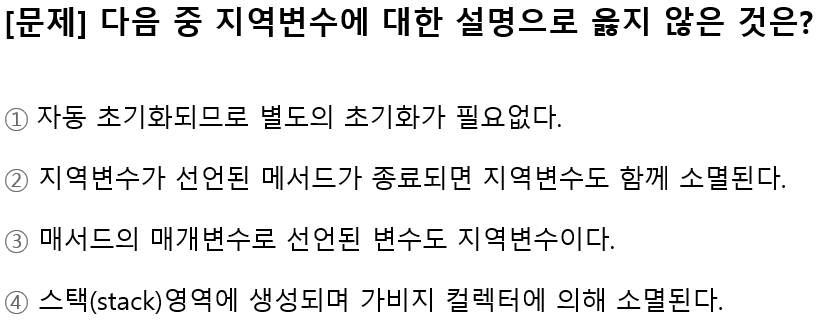 [문제] 다음 중 지역변수에 대한 설명으로 옳지 않은 것은?
① 자동 초기화되므로 별도의 초기화가 필요없다.
② 지역변수가 선언된 메서드가 종료되면 지역변수도 함께 소멸된다.
③ 매서드의 매개변수로 선언된 변수도 지역변수이다.
④ 스택(stack)영역에 생성되며 가비지 컬렉터에 의해 소멸된다.